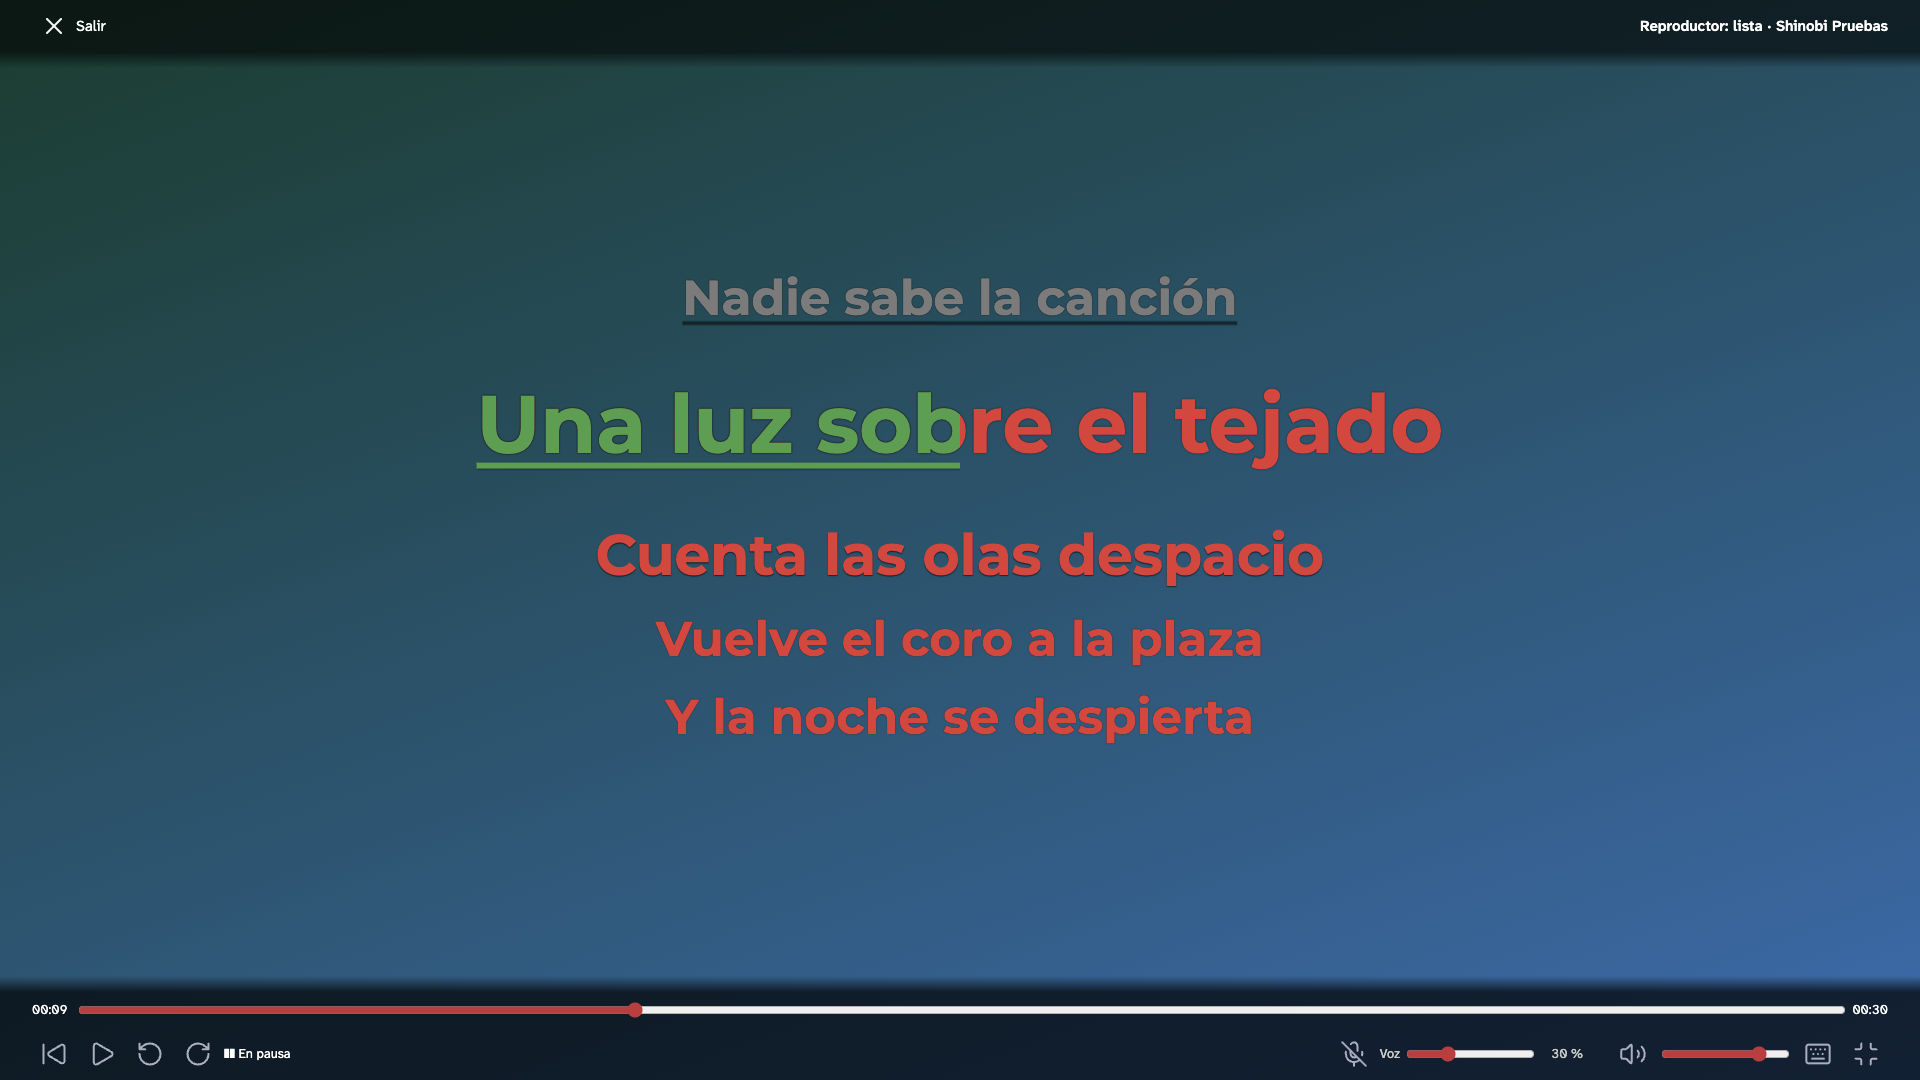 Salir
Reproductor: lista · Shinobi Pruebas
Nadie sabe la canción
Una luz sobre el tejado
Cuenta las olas despacio
Vuelve el coro a la plaza
Y la noche se despierta
00:09
00:30
En pausa
Voz
30 %